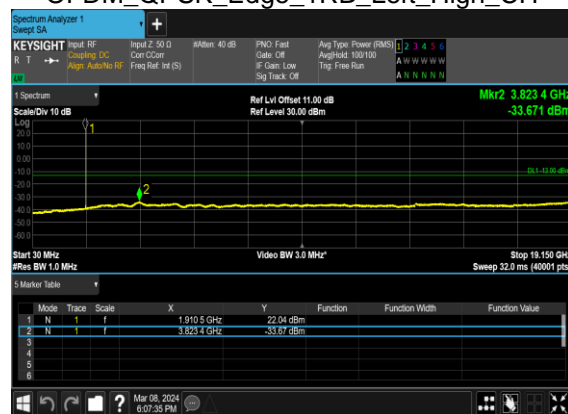 Spectrum Analyzer 1
Swept SA
KEYSIGHT
R T
LW
Input: RF
Coupling: DC
Align: Auto/No RF
Input Z: 50 Ω
Corr CCorr
Freq Ref: Int (S)
#Atten: 40 dB
PNO: Fast
Gate: Off
IF Gain: Low
Sig Track: Off
Avg Type: Power (RMS)
Avg|Hold: 100/100
Trig: Free Run
1 2 3 4 5 6
A W W W W W
A N N N N N
1 Spectrum
Scale/Div 10 dB
Log
Ref Lvl Offset 11.00 dB
Ref Level 30.00 dBm
Mkr2 3.823 4 GHz
-33.671 dBm
20.0
10.0
0.00
-10.0
-20.0
-30.0
-40.0
-50.0
-60.0
1
2
DL1 -13.00 dBm
Start 30 MHz
#Res BW 1.0 MHz
Video BW 3.0 MHz*
Stop 19.150 GHz
Sweep 32.0 ms (40001 pts)
5 Marker Table
Mode Trace Scale X Y Function Function Width Function Value
1 N 1 f 1.910 5 GHz 22.04 dBm
2 N 1 f 3.823 4 GHz -33.67 dBm
3
4
5
6
?
Mar 08, 2024
6:07:35 PM